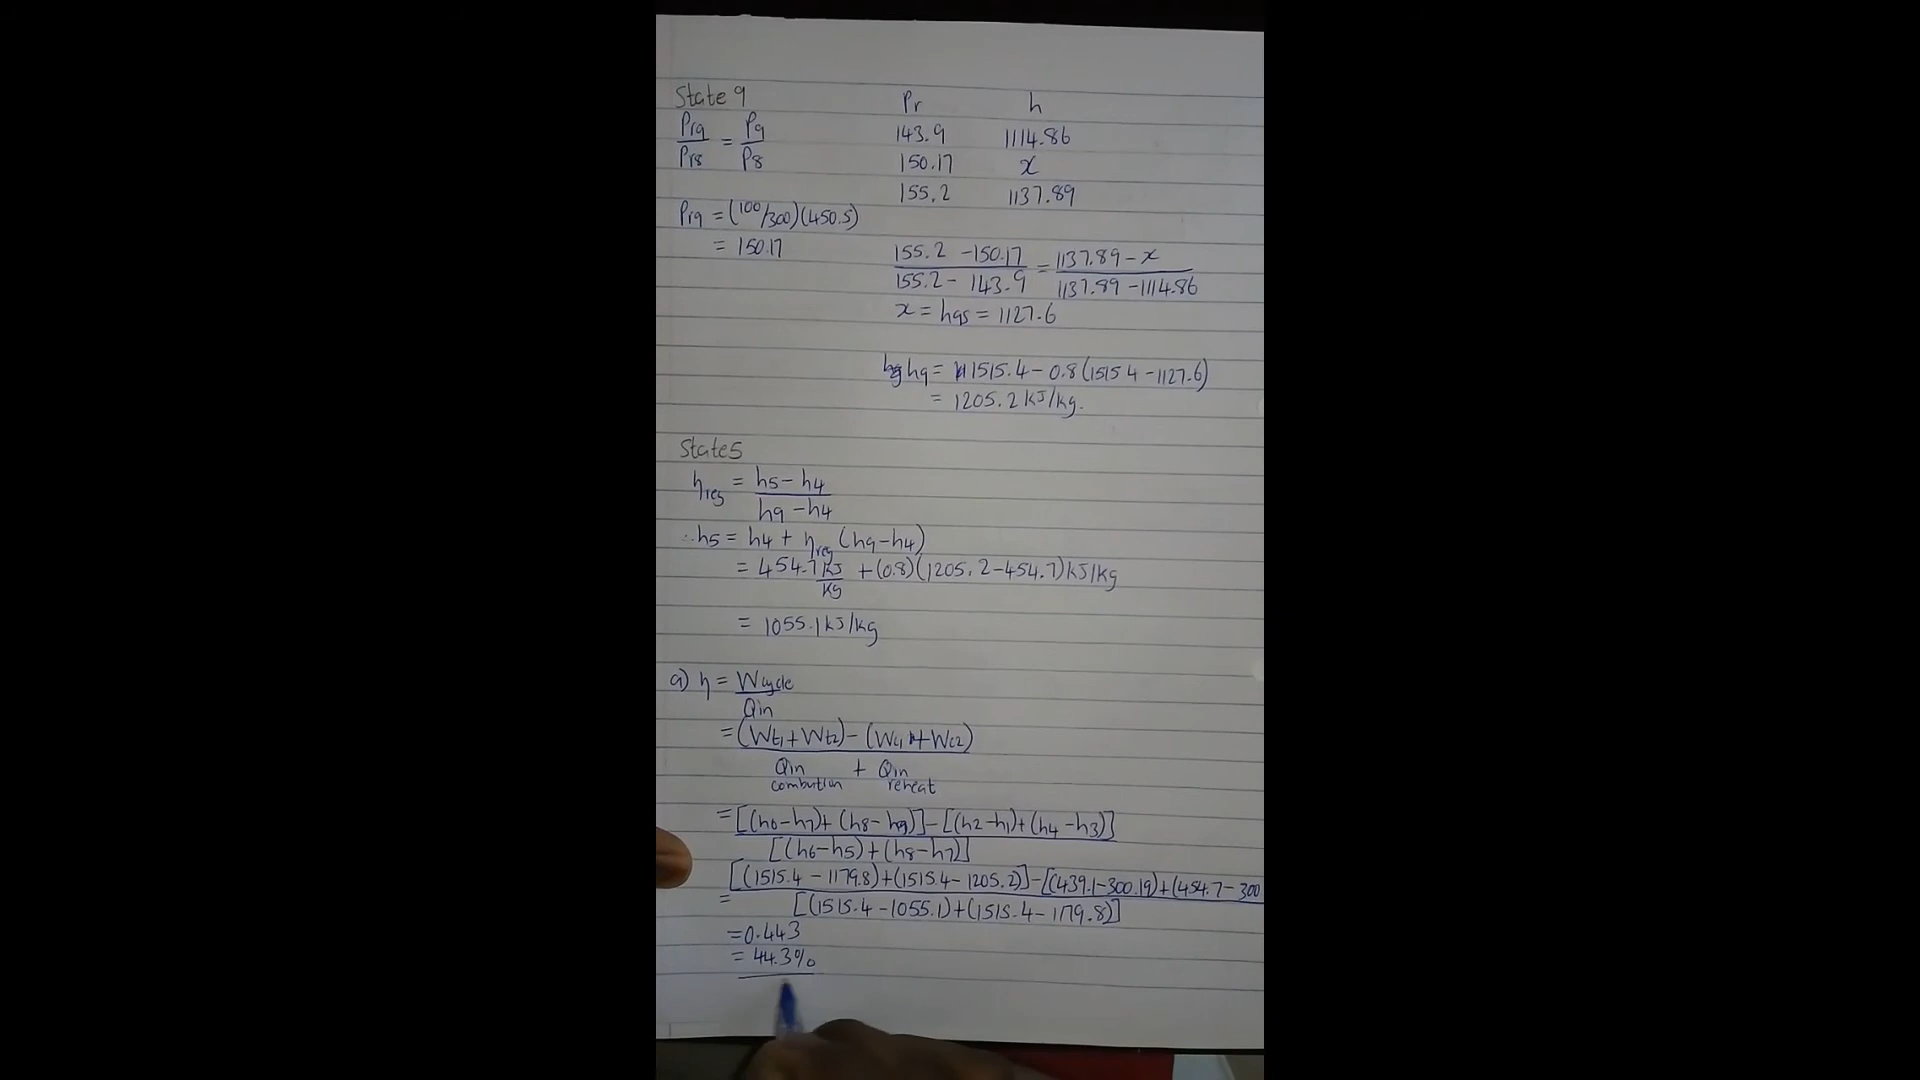 State 9
Pr h
Pr9/Pr8 = P9/P8
143.9 1114.86
150.17 x
155.2 1137.89
Pr9 = (100/300)(450.5)
= 150.17
155.2 - 150.17 / 155.2 - 143.9 = 1137.89 - x / 1137.89 - 1114.86
x = h9s = 1127.6
h9 = 1515.4 - 0.8(1515.4 - 1127.6)
= 1205.2 kJ/kg.
State 5
ηreg = h5 - h4 / h9 - h4
∴ h5 = h4 + ηreg (h9 - h4)
= 454.7 kJ/kg + (0.8)(1205.2 - 454.7) kJ/kg
= 1055.1 kJ/kg
a) η = Wcycle / Qin
= (Wt1 + Wt2) - (Wc1 + Wc2)
Qin combution + Qin reheat
= [(h6 - h7) + (h8 - h9)] - [(h2 - h1) + (h4 - h3)]
[(h6 - h5) + (h8 - h7)]
= [(1515.4 - 1179.8) + (1515.4 - 1205.2)] - [(439.1 - 300.19) + (454.7 - 300
[(1515.4 - 1055.1) + (1515.4 - 1179.8)]
= 0.443
= 44.3%